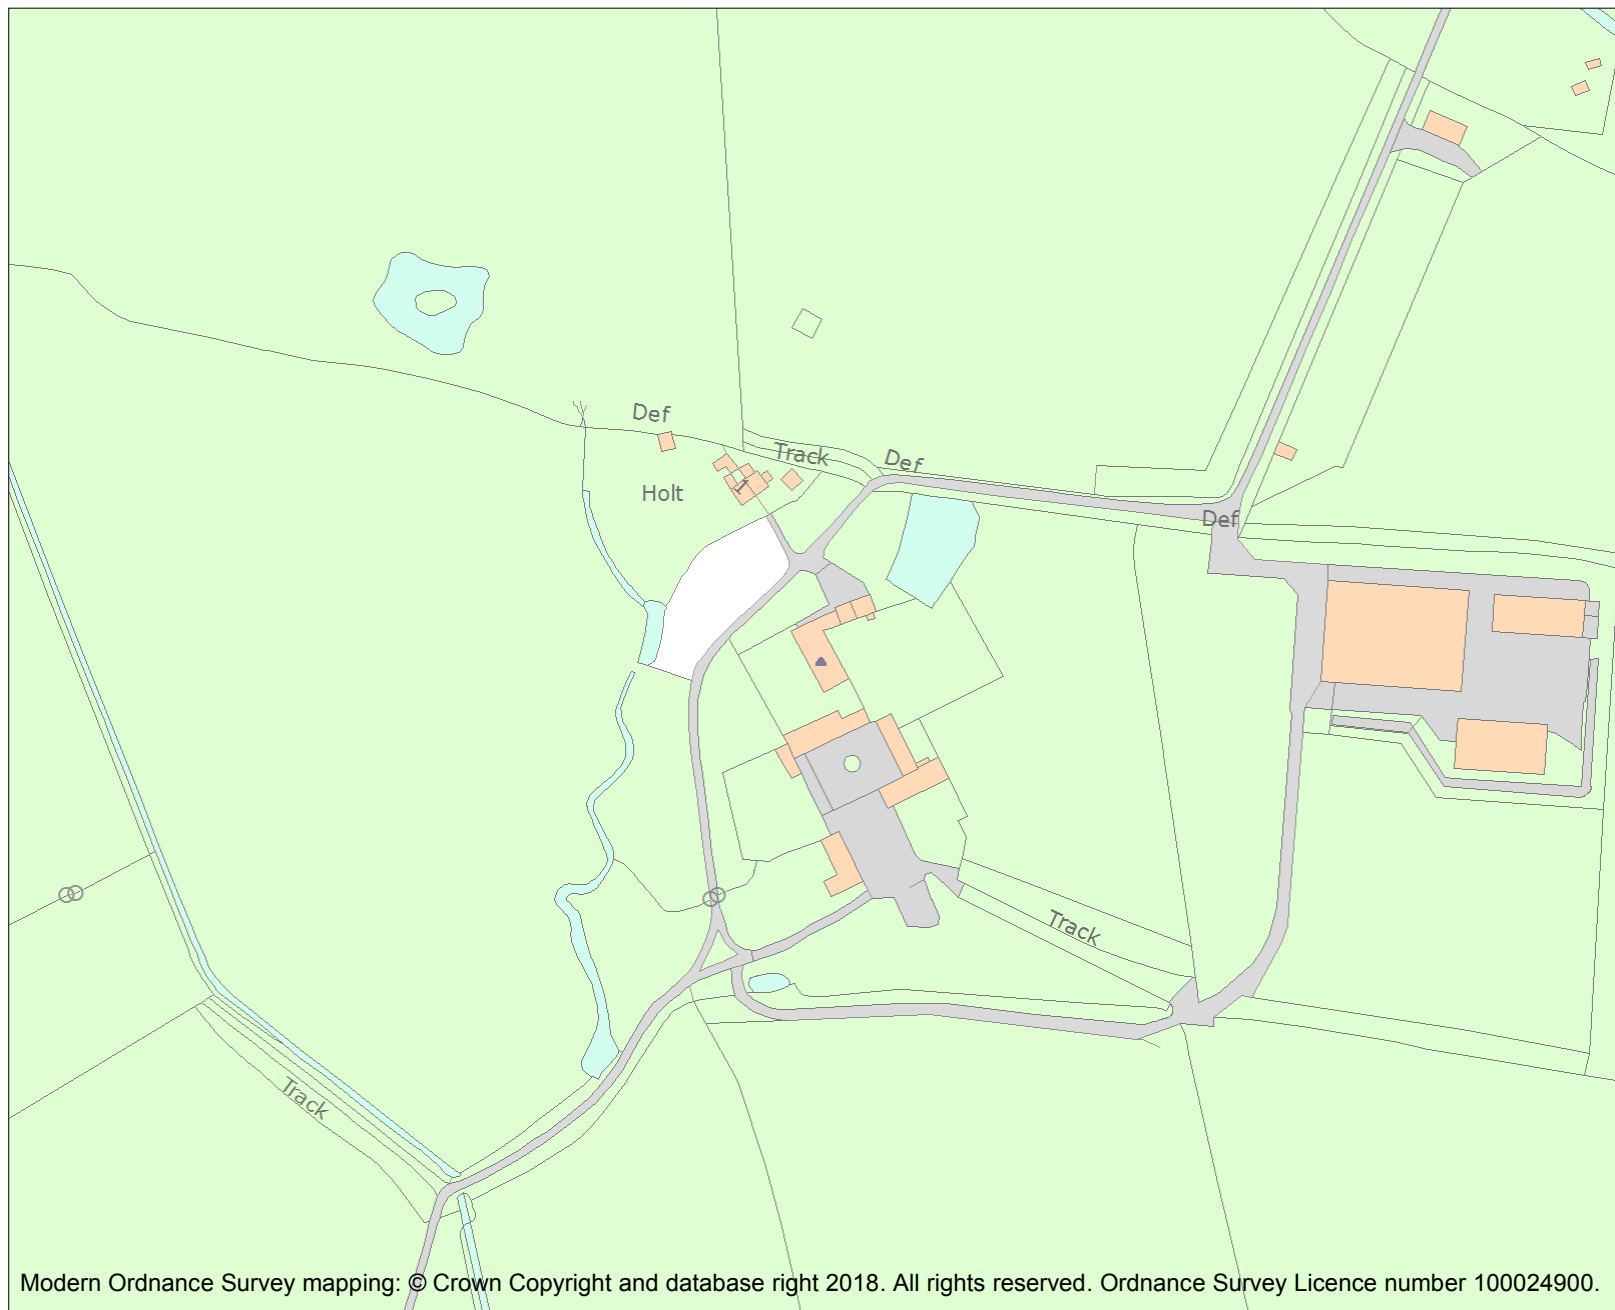 Def
Track
Def
Holt
1
Def
Track
Track
Modern Ordnance Survey mapping: © Crown Copyright and database right 2018. All rights reserved. Ordnance Survey Licence number 100024900.